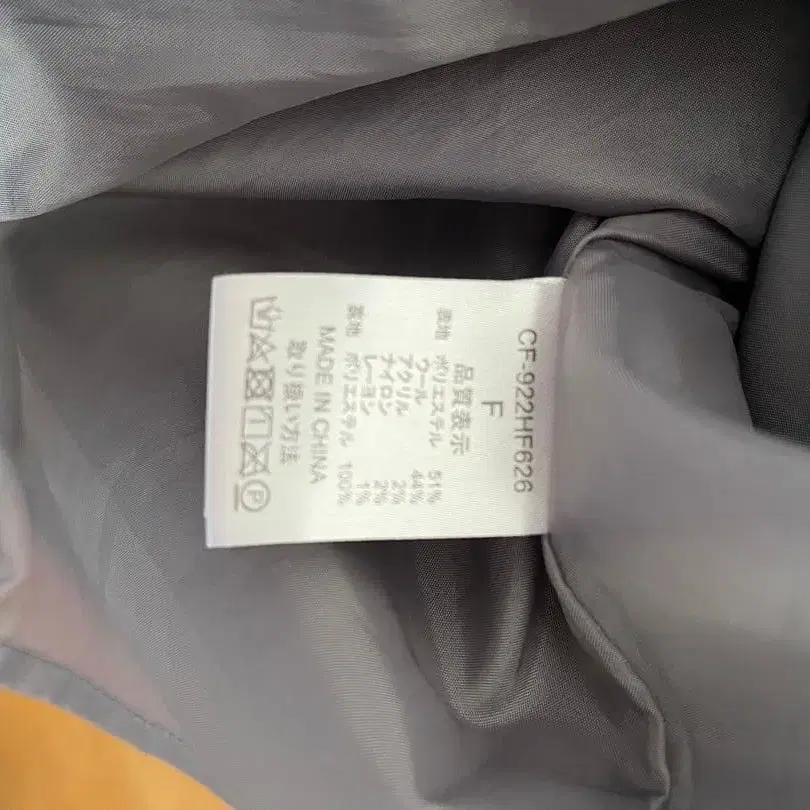 CF-922HF626
F
品質表示
表地 ポリエステル 51%
ウール 44%
アクリル 2%
ナイロン 2%
レーヨン 1%
裏地 ポリエステル 100%
MADE IN CHINA
取り扱い方法
P